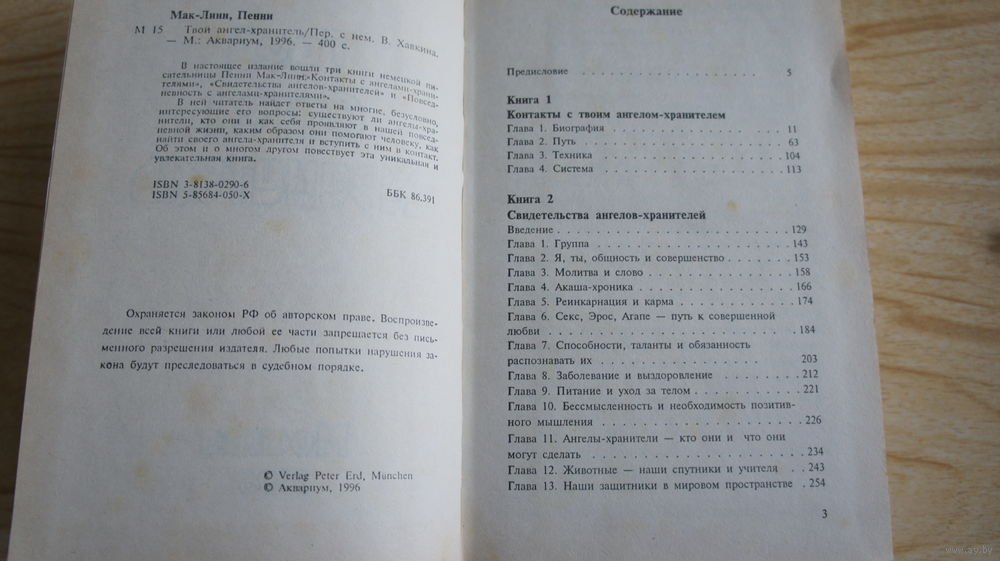 Мак-Линн, Пенни
М 15 Твой ангел-хранитель/Пер. с нем. В. Хавкина.
— М.: Аквариум, 1996. — 400 с.
В настоящее издание вошли три книги немецкой пи-
сательницы Пенни Мак-Линн:«Контакты с ангелами-храни-
телями», «Свидетельства ангелов-хранителей» и «Повсед-
невность с ангелами-хранителями».
В ней читатель найдет ответы на многие, безусловно,
интересующие его вопросы: существуют ли ангелы-хра-
нители, кто они и как себя проявляют в нашей повсед-
невной жизни, каким образом они помогают человеку, как
найти своего ангела-хранителя и вступить с ним в контакт.
Об этом и о многом другом повествует эта уникальная и
увлекательная книга.
ISBN 3-8138-0290-6
ISBN 5-85684-050-X
ББК 86.391
Охраняется законом РФ об авторском праве. Воспроизве-
дение всей книги или любой ее части запрещается без пись-
менного разрешения издателя. Любые попытки нарушения за-
кона будут преследоваться в судебном порядке.
© Verlag Peter Erd, München
© Аквариум, 1996
Содержание
Предисловие . . . . . . . . . . . . . . . . 5
Книга 1
Контакты с твоим ангелом-хранителем
Глава 1. Биография . . . . . . . . . . . . . . 11
Глава 2. Путь . . . . . . . . . . . . . . . . 63
Глава 3. Техника . . . . . . . . . . . . . . . 104
Глава 4. Система . . . . . . . . . . . . . . . 113
Книга 2
Свидетельства ангелов-хранителей
Введение . . . . . . . . . . . . . . . . . . 129
Глава 1. Группа . . . . . . . . . . . . . . . 143
Глава 2. Я, ты, общность и совершенство . . . . . . 153
Глава 3. Молитва и слово . . . . . . . . . . . . 158
Глава 4. Акаша-хроника . . . . . . . . . . . . . 166
Глава 5. Реинкарнация и карма . . . . . . . . . . 174
Глава 6. Секс, Эрос, Агапе — путь к совершенной
любви . . . . . . . . . . . . . . . . . . . 184
Глава 7. Способности, таланты и обязанность
распознавать их . . . . . . . . . . . . . . 203
Глава 8. Заболевание и выздоровление . . . . . . . . 212
Глава 9. Питание и уход за телом . . . . . . . . . 221
Глава 10. Бессмысленность и необходимость позитив-
ного мышления . . . . . . . . . . . . . . . . 226
Глава 11. Ангелы-хранители — кто они и что они
могут сделать . . . . . . . . . . . . . . . . 234
Глава 12. Животные — наши спутники и учителя . . 243
Глава 13. Наши защитники в мировом пространстве . 254
3
www.ay.by